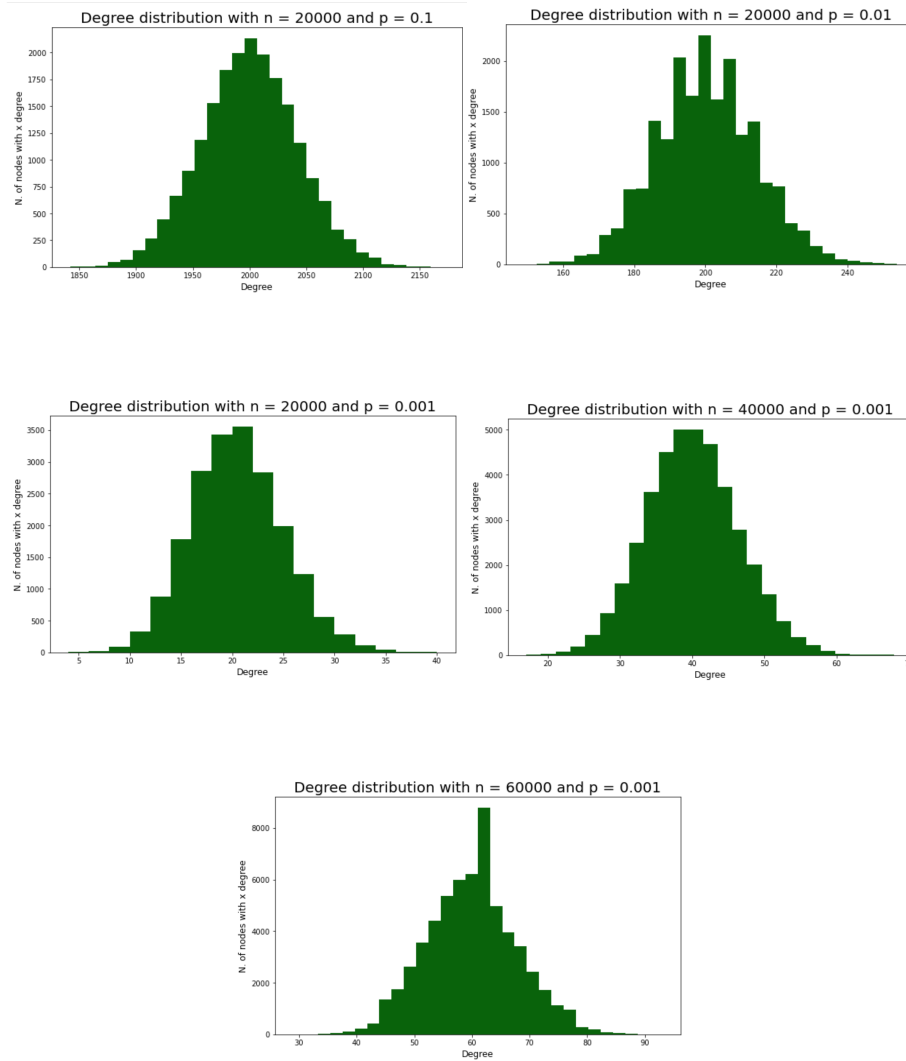 Degree distribution with n = 20000 and p = 0.1
N. of nodes with x degree
2000
1750
1500
1250
1000
750
500
250
0
1850 1900 1950 2000 2050 2100 2150
Degree
Degree distribution with n = 20000 and p = 0.01
N. of nodes with x degree
2000
1500
1000
500
0
160 180 200 220 240
Degree
Degree distribution with n = 20000 and p = 0.001
N. of nodes with x degree
3500
3000
2500
2000
1500
1000
500
0
5 10 15 20 25 30 35 40
Degree
Degree distribution with n = 40000 and p = 0.001
N. of nodes with x degree
5000
4000
3000
2000
1000
0
20 30 40 50 60
Degree
Degree distribution with n = 60000 and p = 0.001
N. of nodes with x degree
8000
6000
4000
2000
0
30 40 50 60 70 80 90
Degree